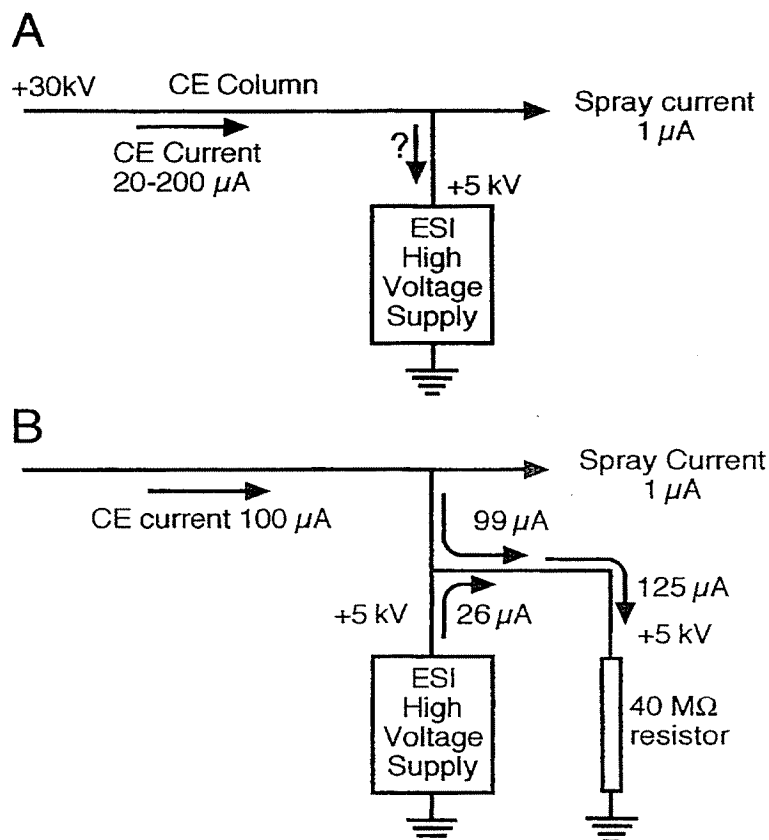 A
+30kV
CE Column
Spray current
1 µA
CE Current
20-200 µA
?
+5 kV
ESI
High
Voltage
Supply
B
Spray Current
1 µA
CE current 100 µA
99 µA
125 µA
+5 kV
26 µA
+5 kV
ESI
High
Voltage
Supply
40 MΩ
resistor